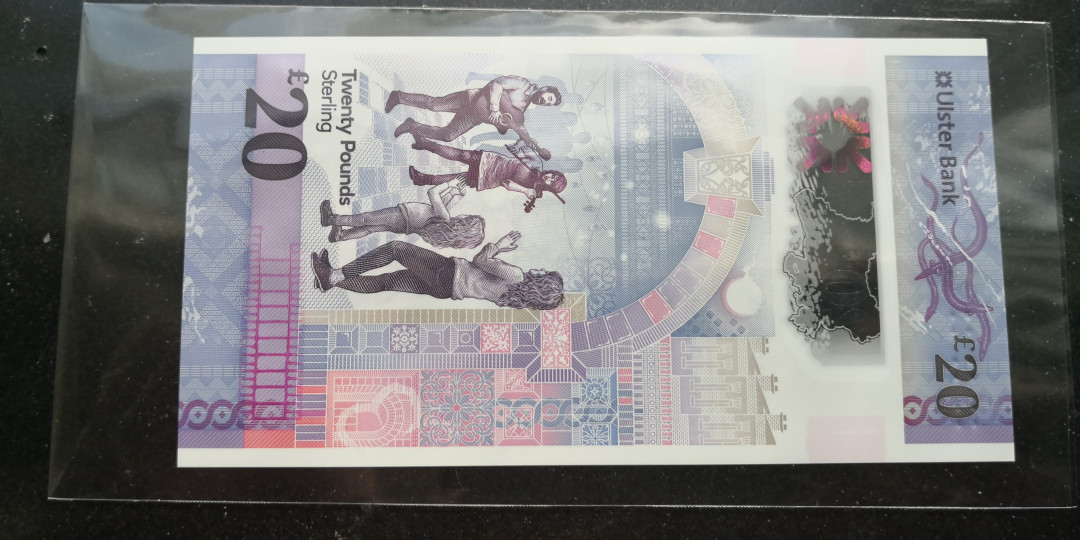 Ulster Bank
£20
Twenty Pounds
Sterling
£20